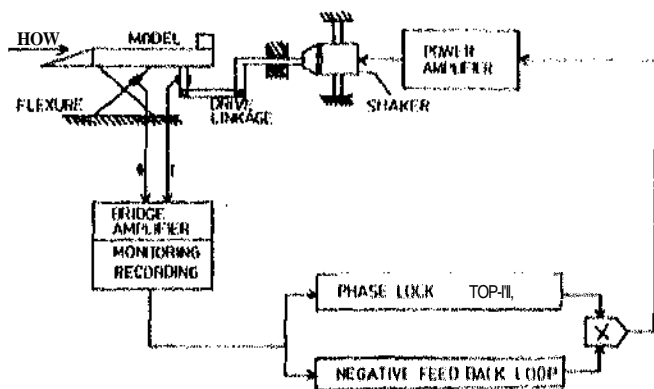 HOW
MODEL
POWER
AMPLIFIER
FLEXURE
DRIVE
LINKAGE
SHAKER
BRIDGE
AMPLIFIER
MONITORING
RECORDING
PHASE LOCK TOP-I'II,
X
NEGATIVE FEED BACK LOOP